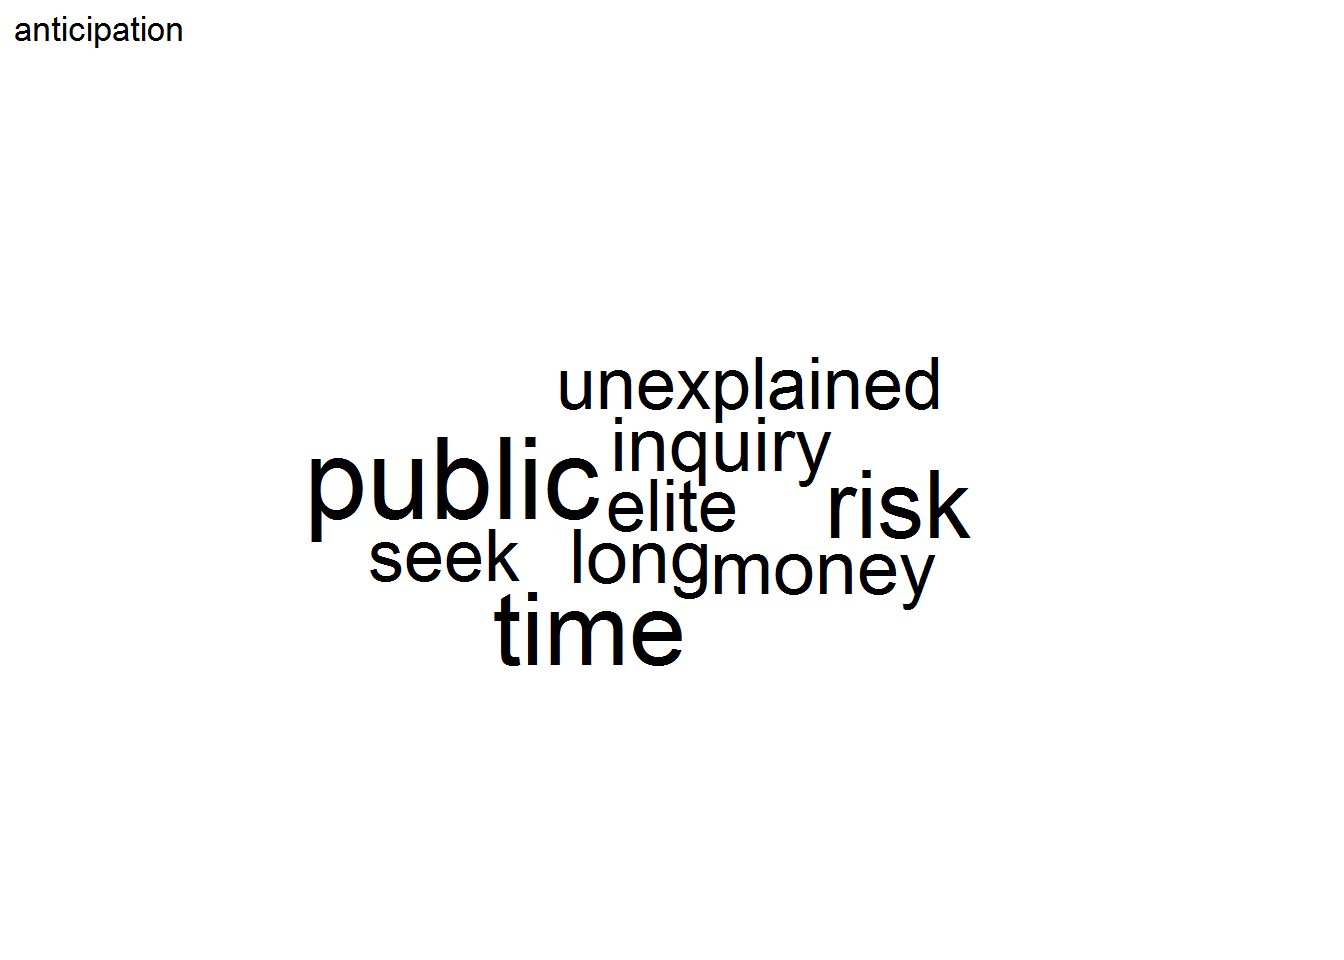 anticipation
unexplained
inquiry
public
risk
elite
seek
long
money
time